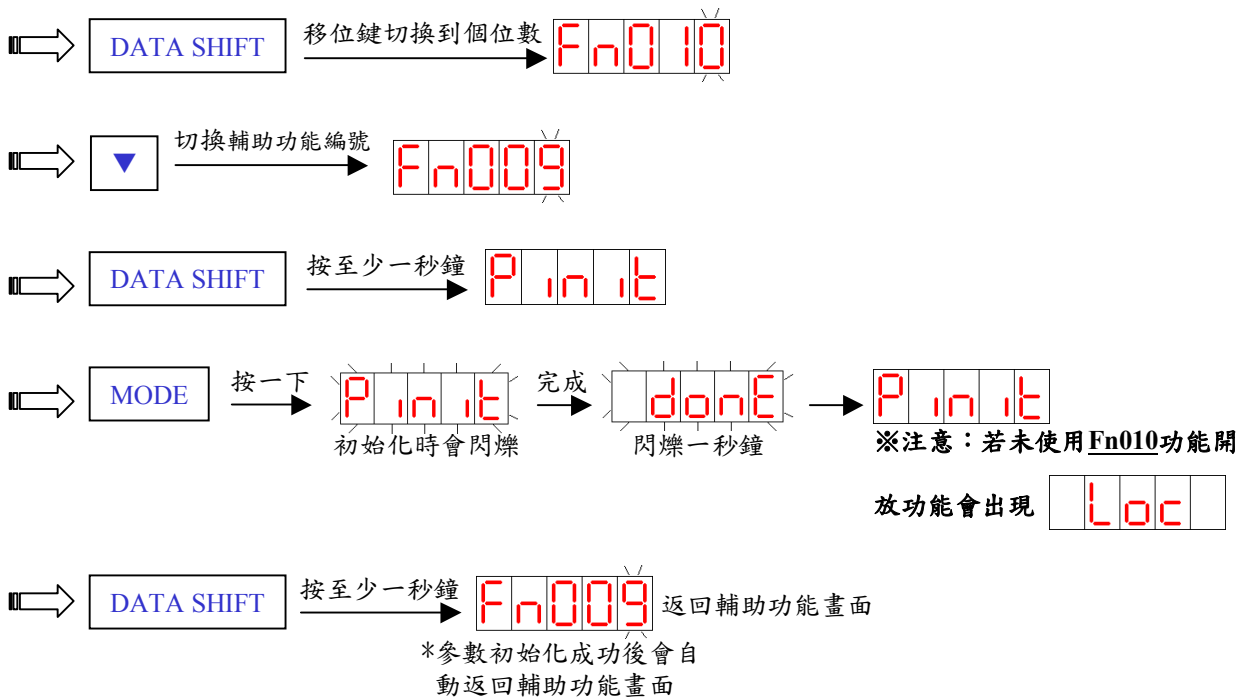 DATA SHIFT 移位鍵切換到個位數 Fn010
▼ 切換輔助功能編號 Fn009
DATA SHIFT 按至少一秒鐘 Pinit
MODE 按一下 Pinit 完成 donE Pinit
初始化時會閃爍 閃爍一秒鐘 ※注意：若未使用Fn010功能開
放功能會出現 Loc
DATA SHIFT 按至少一秒鐘 Fn009 返回輔助功能畫面
*參數初始化成功後會自
動返回輔助功能畫面